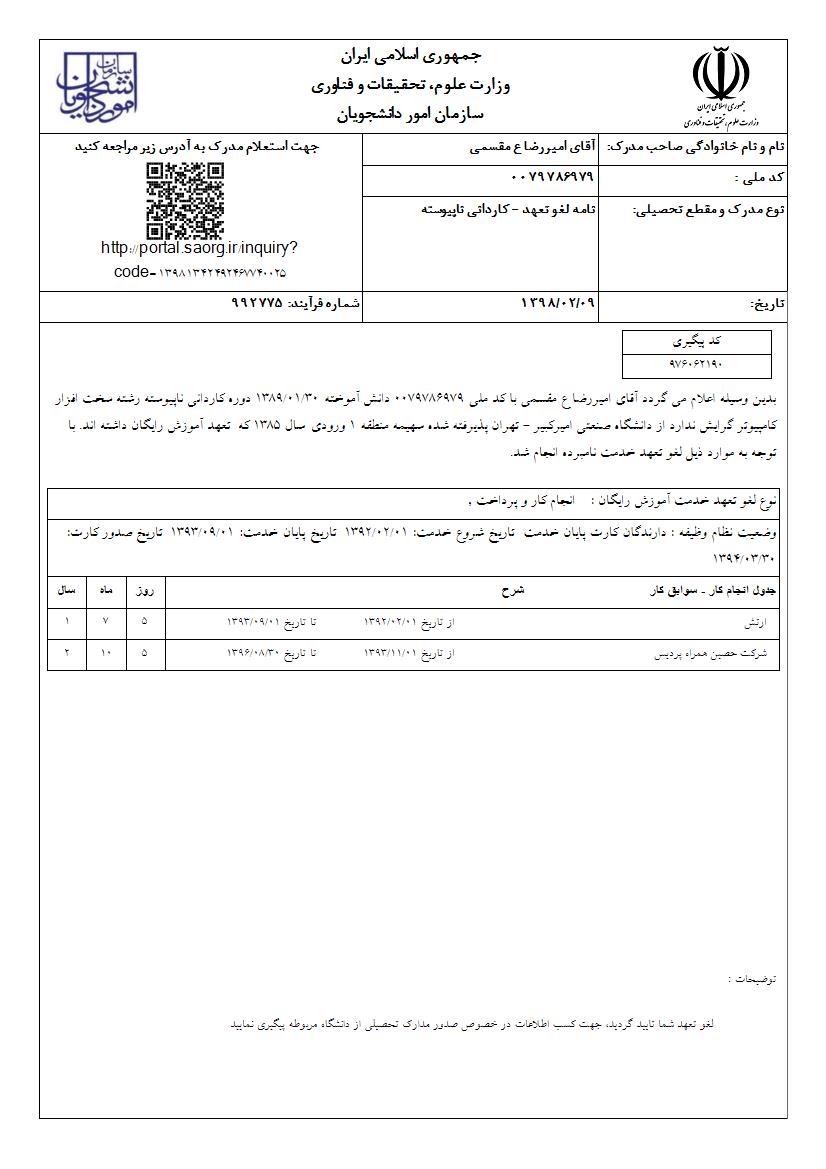 جمهوری اسلامی ایران
وزارت علوم، تحقیقات و فناوری
سازمان امور دانشجویان
جمهوری اسلامی ایران
وزارت علوم، تحقیقات و فناوری
سازمان امور دانشجویان
نام و نام خانوادگی صاحب مدرک: آقای امیررضا ع مقسمی
کد ملی : ۰۰۷۹۷۸۶۹۷۹
نوع مدرک و مقطع تحصیلی: نامه لغو تعهد - کاردانی ناپیوسته
جهت استعلام مدرک به آدرس زیر مراجعه کنید
http://portal.saorg.ir/inquiry?
code=۱۳۹۸۱۳۴۲۴۹۲۴۶۷۷۴۰۰۲۵
تاریخ: ۱۳۹۸/۰۲/۰۹ شماره فرآیند: ۹۹۲۷۷۵
کد پیگیری
۹۷۶۰۶۲۱۹۰
بدین وسیله اعلام می گردد آقای امیررضا ع مقسمی با کد ملی ۰۰۷۹۷۸۶۹۷۹ دانش آموخته ۱۳۸۹/۰۱/۳۰ دوره کاردانی ناپیوسته رشته سخت افزار
کامپیوتر گرایش ندارد از دانشگاه صنعتی امیرکبیر - تهران پذیرفته شده سهیمه منطقه ۱ ورودی سال ۱۳۸۵ که تعهد آموزش رایگان داشته اند. با
توجه به موارد ذیل لغو تعهد خدمت نامبرده انجام شد.
نوع لغو تعهد خدمت آموزش رایگان : انجام کار و پرداخت ,
وضعیت نظام وظیفه : دارندگان کارت پایان خدمت تاریخ شروع خدمت: ۱۳۹۲/۰۲/۰۱ تاریخ پایان خدمت: ۱۳۹۳/۰۹/۰۱ تاریخ صدور کارت:
۱۳۹۴/۰۳/۳۰
جدول انجام کار - سوابق کار شرح روز ماه سال
ارتش از تاریخ ۱۳۹۲/۰۲/۰۱ تا تاریخ ۱۳۹۳/۰۹/۰۱ ۵ ۷ ۱
شرکت حصین همراه پردیس از تاریخ ۱۳۹۳/۱۱/۰۱ تا تاریخ ۱۳۹۶/۰۸/۳۰ ۵ ۱۰ ۲
توضیحات :
لغو تعهد شما تایید گردید، جهت کسب اطلاعات در خصوص صدور مدارک تحصیلی از دانشگاه مربوطه پیگیری نمایید